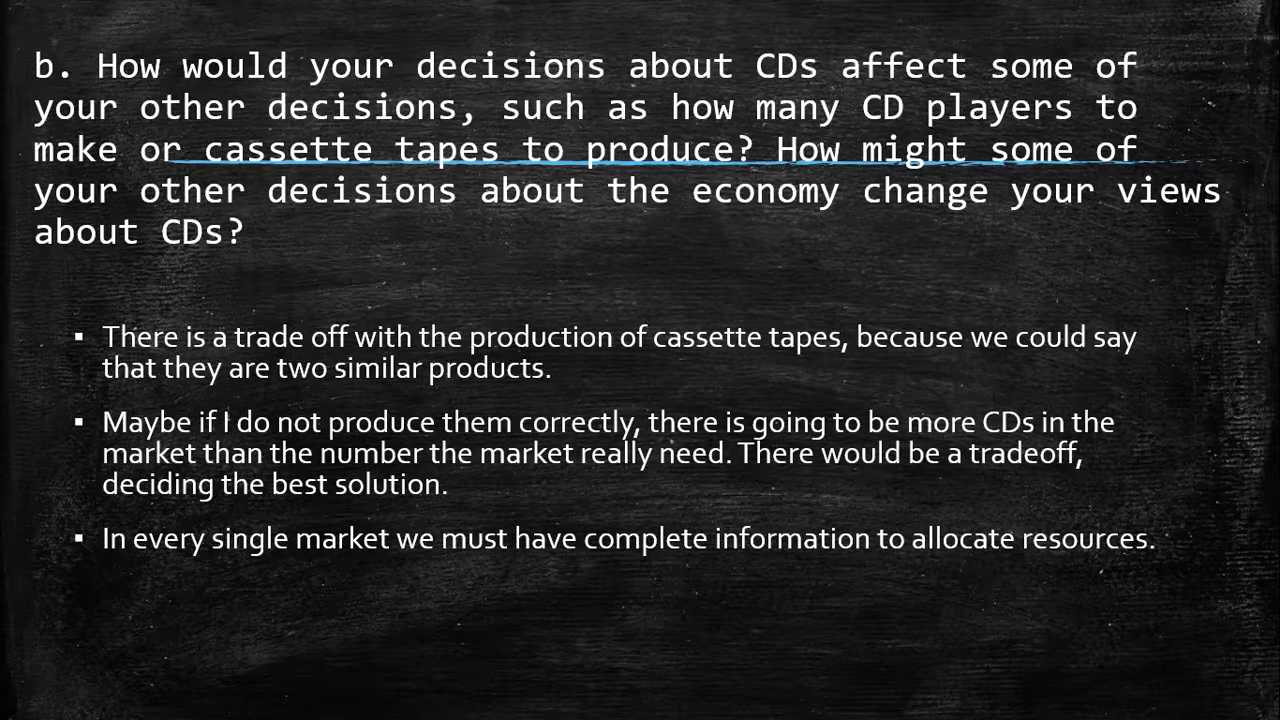 b. How would your decisions about CDs affect some of
your other decisions, such as how many CD players to
make or cassette tapes to produce? How might some of
your other decisions about the economy change your views
about CDs?
▪ There is a trade off with the production of cassette tapes, because we could say
that they are two similar products.
▪ Maybe if I do not produce them correctly, there is going to be more CDs in the
market than the number the market really need. There would be a tradeoff,
deciding the best solution.
▪ In every single market we must have complete information to allocate resources.